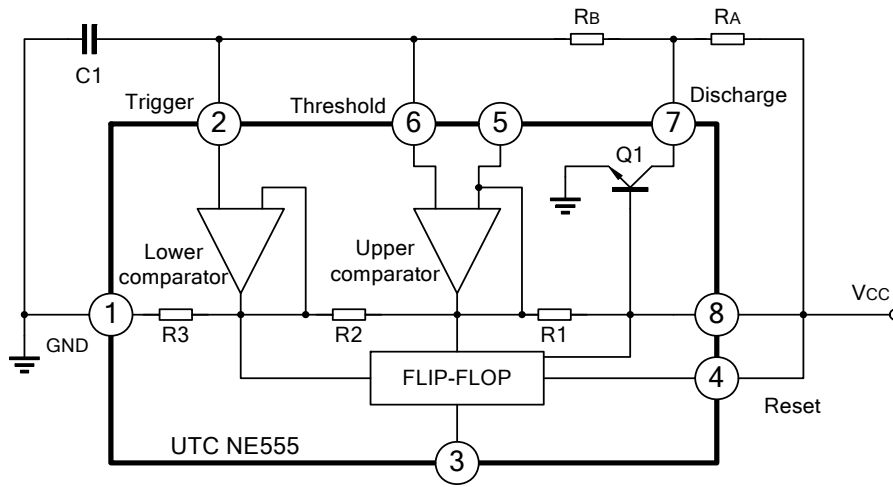 RB
RA
C1
Trigger
Threshold
Discharge
2
6
5
7
Q1
Lower
comparator
Upper
comparator
1
8
VCC
GND
R3
R2
R1
FLIP-FLOP
4
Reset
UTC NE555
3